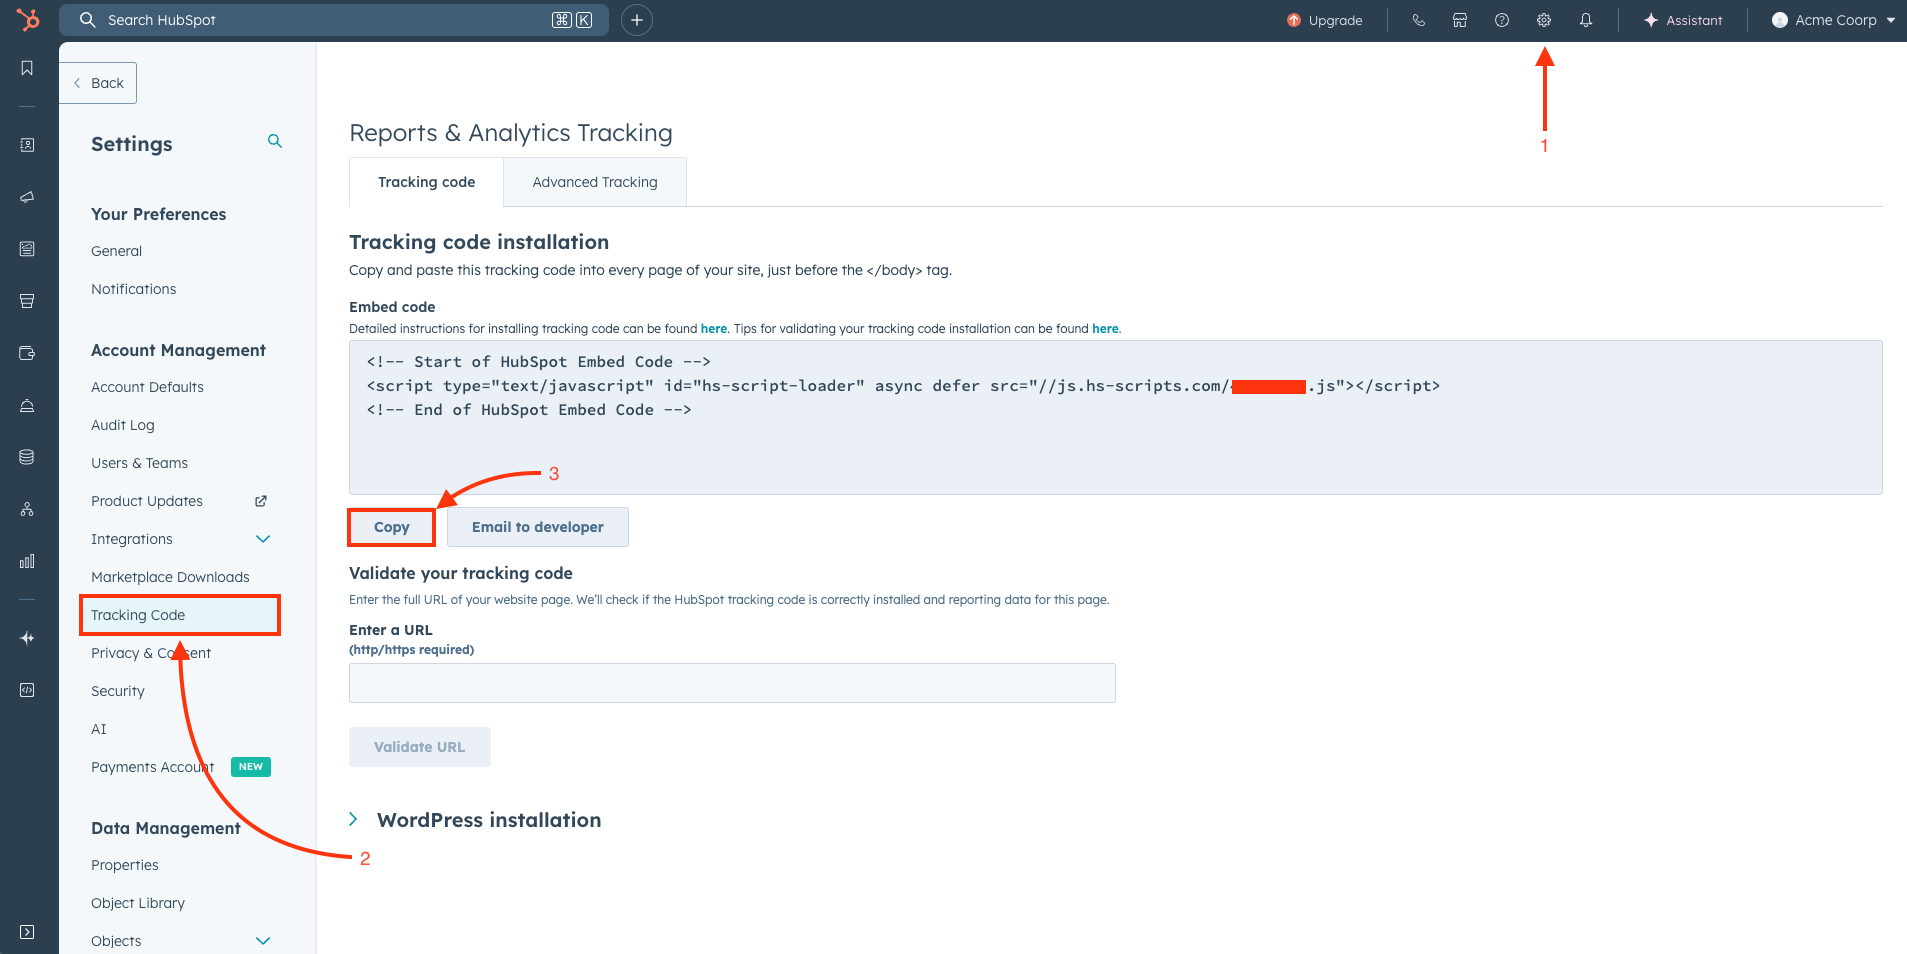 Search HubSpot
⌘ K
Upgrade
Assistant
Acme Coorp
1
Back
Settings
Your Preferences
General
Notifications
Account Management
Account Defaults
Audit Log
Users & Teams
Product Updates
Integrations
Marketplace Downloads
Tracking Code
Privacy & Consent
Security
AI
Payments Account NEW
Data Management
Properties
Object Library
Objects
2
Reports & Analytics Tracking
Tracking code
Advanced Tracking
Tracking code installation
Copy and paste this tracking code into every page of your site, just before the </body> tag.
Embed code
Detailed instructions for installing tracking code can be found here. Tips for validating your tracking code installation can be found here.
<!-- Start of HubSpot Embed Code -->
<script type="text/javascript" id="hs-script-loader" async defer src="//js.hs-scripts.com/ .js"></script>
<!-- End of HubSpot Embed Code -->
3
Copy
Email to developer
Validate your tracking code
Enter the full URL of your website page. We'll check if the HubSpot tracking code is correctly installed and reporting data for this page.
Enter a URL
(http/https required)
Validate URL
WordPress installation